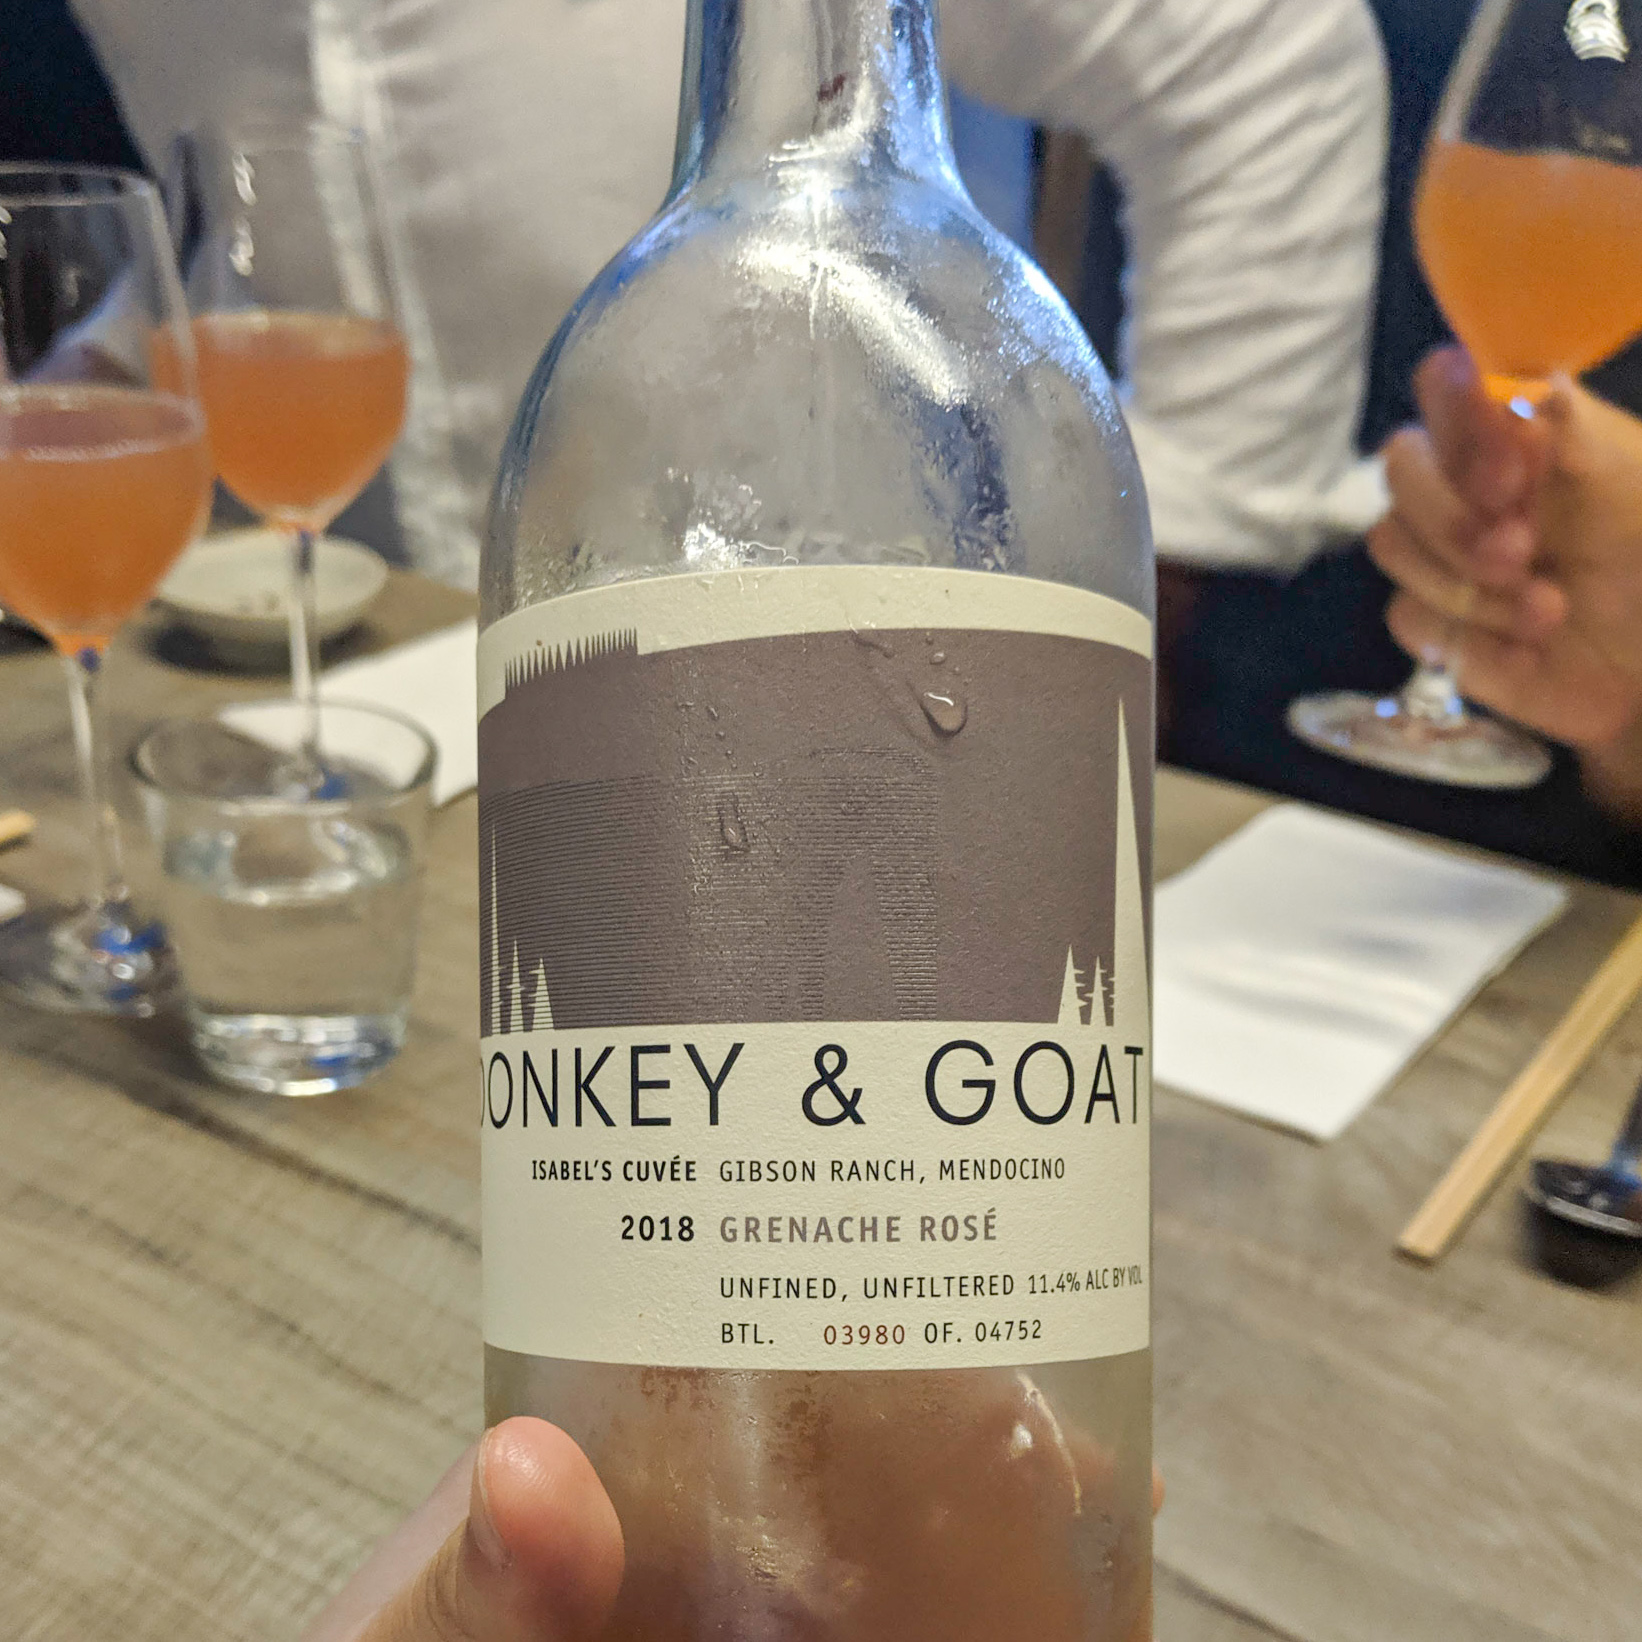 DONKEY & GOAT
ISABEL'S CUVÉE GIBSON RANCH, MENDOCINO
2018 GRENACHE ROSÉ
UNFINED, UNFILTERED 11.4% ALC BY VOL
BTL. 03980 OF. 04752